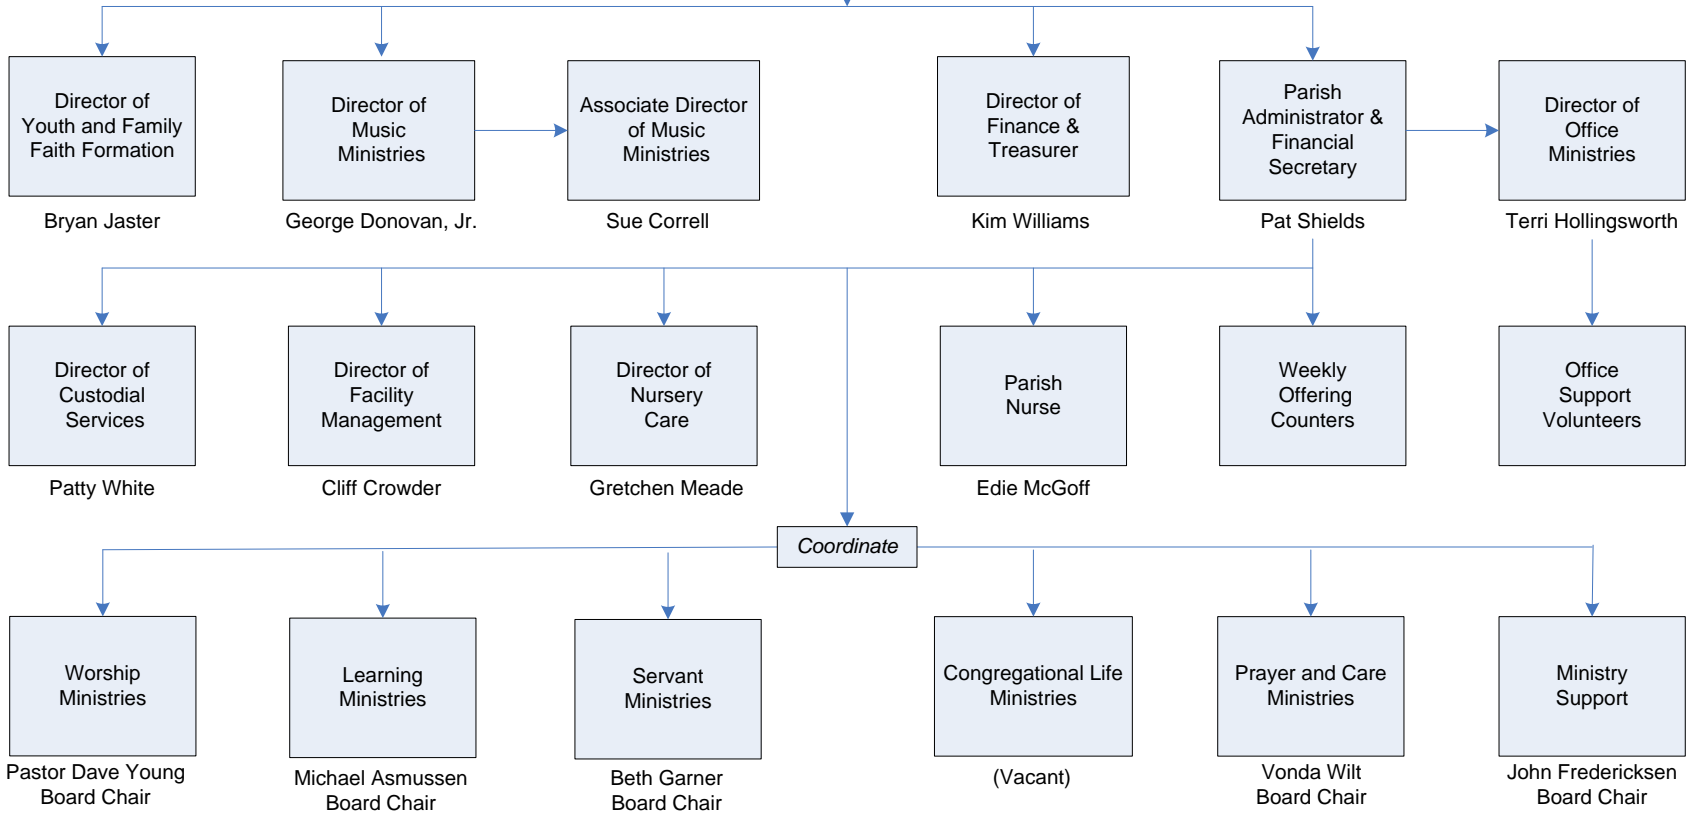 Director of
Youth and Family
Faith Formation
Bryan Jaster
Director of
Music
Ministries
George Donovan, Jr.
Associate Director
of Music
Ministries
Sue Correll
Director of
Finance &
Treasurer
Kim Williams
Parish
Administrator &
Financial
Secretary
Pat Shields
Director of
Office
Ministries
Terri Hollingsworth
Director of
Custodial
Services
Patty White
Director of
Facility
Management
Cliff Crowder
Director of
Nursery
Care
Gretchen Meade
Parish
Nurse
Edie McGoff
Weekly
Offering
Counters
Office
Support
Volunteers
Coordinate
Worship
Ministries
Pastor Dave Young
Board Chair
Learning
Ministries
Michael Asmussen
Board Chair
Servant
Ministries
Beth Garner
Board Chair
Congregational Life
Ministries
(Vacant)
Prayer and Care
Ministries
Vonda Wilt
Board Chair
Ministry
Support
John Fredericksen
Board Chair